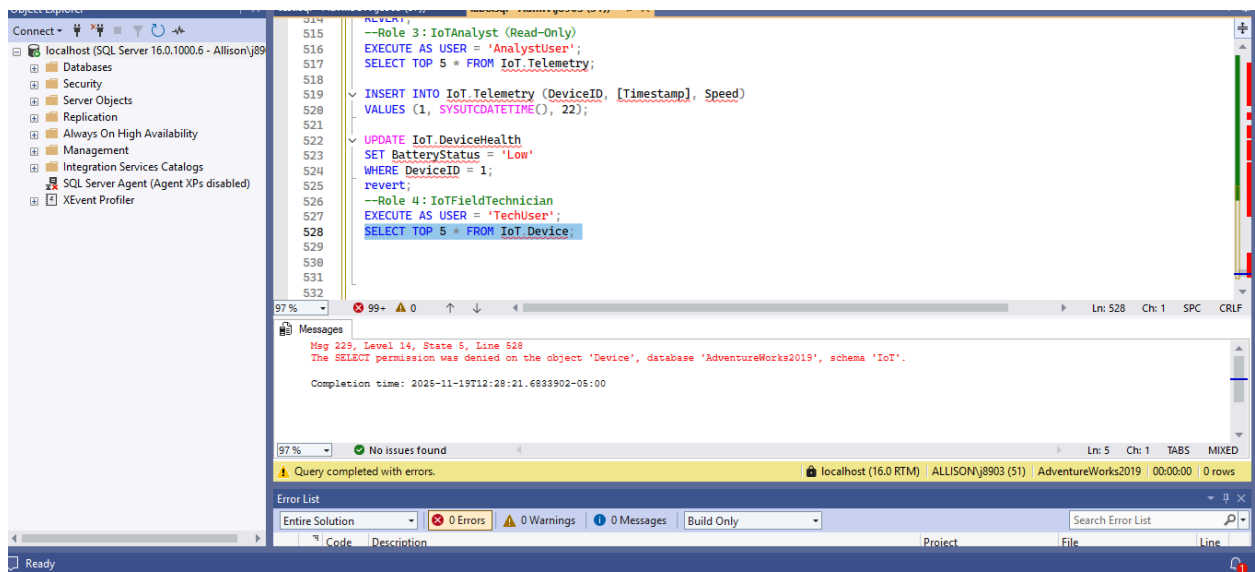 Connect
localhost (SQL Server 16.0.1000.6 - Allison\j89
Databases
Security
Server Objects
Replication
Always On High Availability
Management
Integration Services Catalogs
SQL Server Agent (Agent XPs disabled)
XEvent Profiler
514 REVERT;
515 --Role 3：IoTAnalyst（Read-Only）
516 EXECUTE AS USER = 'AnalystUser';
517 SELECT TOP 5 * FROM IoT.Telemetry;
518
519 INSERT INTO IoT.Telemetry (DeviceID, [Timestamp], Speed)
520 VALUES (1, SYSUTCDATETIME(), 22);
521
522 UPDATE IoT.DeviceHealth
523 SET BatteryStatus = 'Low'
524 WHERE DeviceID = 1;
525 revert;
526 --Role 4：IoTFieldTechnician
527 EXECUTE AS USER = 'TechUser';
528 SELECT TOP 5 * FROM IoT.Device;
529
530
531
532
97 % 99+ 0 Ln: 528 Ch: 1 SPC CRLF
Messages
Msg 229, Level 14, State 5, Line 528
The SELECT permission was denied on the object 'Device', database 'AdventureWorks2019', schema 'IoT'.
Completion time: 2025-11-19T12:28:21.6833902-05:00
97 % No issues found Ln: 5 Ch: 1 TABS MIXED
Query completed with errors. localhost (16.0 RTM) ALLISON\j8903 (51) AdventureWorks2019 00:00:00 0 rows
Error List
Entire Solution 0 Errors 0 Warnings 0 Messages Build Only Search Error List
Code Description Project File Line
Ready 1